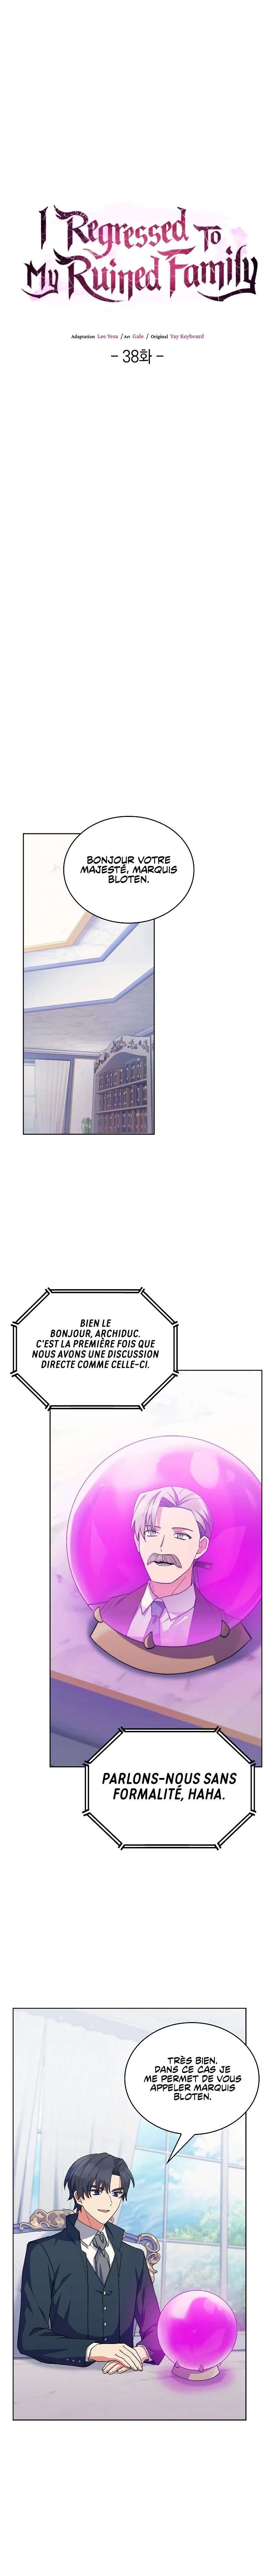 I Regressed To
My Ruined Family
Adaptation Lee Yesa / Art Gale / Original Yay Keyboard
- 38화 -
BONJOUR VOTRE
MAJESTÉ, MARQUIS
BLOTEN.
BIEN LE
BONJOUR, ARCHIDUC.
C'EST LA PREMIÈRE FOIS QUE
NOUS AVONS UNE DISCUSSION
DIRECTE COMME CELLE-CI.
PARLONS-NOUS SANS
FORMALITÉ, HAHA.
TRÈS BIEN.
DANS CE CAS JE
ME PERMET DE VOUS
APPELER MARQUIS
BLOTEN.